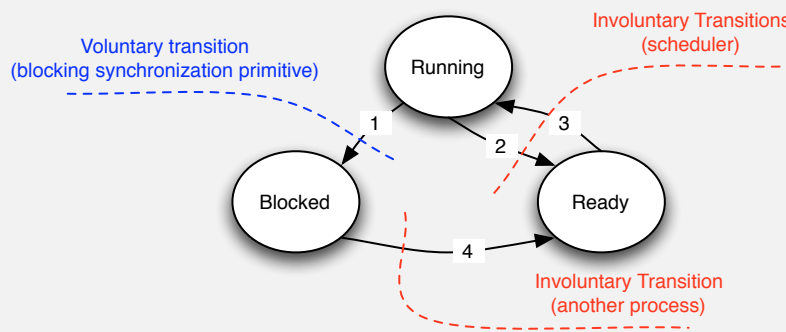 Involuntary Transitions
(scheduler)
Voluntary transition
(blocking synchronization primitive)
Running
1
2
3
Blocked
Ready
4
Involuntary Transition
(another process)